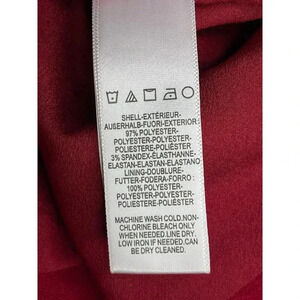 SHELL-EXTÉRIEUR-
AUßERHALB-FUORI-EXTERIOR:
97% POLYESTER-
POLYESTER-POLYESTER-
POLIESTERE-POLIÉSTER
3% SPANDEX-ÉLASTHANNE-
ELASTAN-ELASTAN-ELASTANO
LINING-DOUBLURE-
FUTTER-FODERA-FORRO:
100% POLYESTER-
POLYESTER-POLYESTER-
POLIESTERE-POLIÉSTER
MACHINE WASH COLD.NON-
CHLORINE BLEACH ONLY
WHEN NEEDED. LINE DRY.
LOW IRON IF NEEDED.CAN
BE DRY CLEANED.